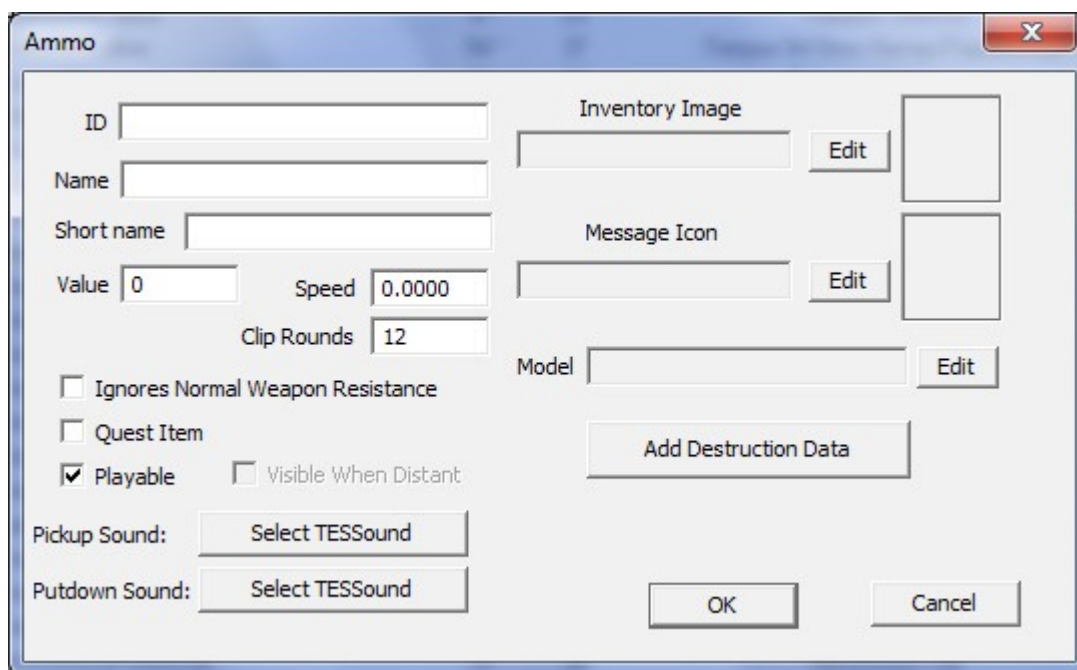 Ammo
ID
Name
Short name
Value 0 Speed 0.0000
Clip Rounds 12
Ignores Normal Weapon Resistance
Quest Item
Playable Visible When Distant
Pickup Sound: Select TESSound
Putdown Sound: Select TESSound
Inventory Image
Edit
Message Icon
Edit
Model Edit
Add Destruction Data
OK Cancel